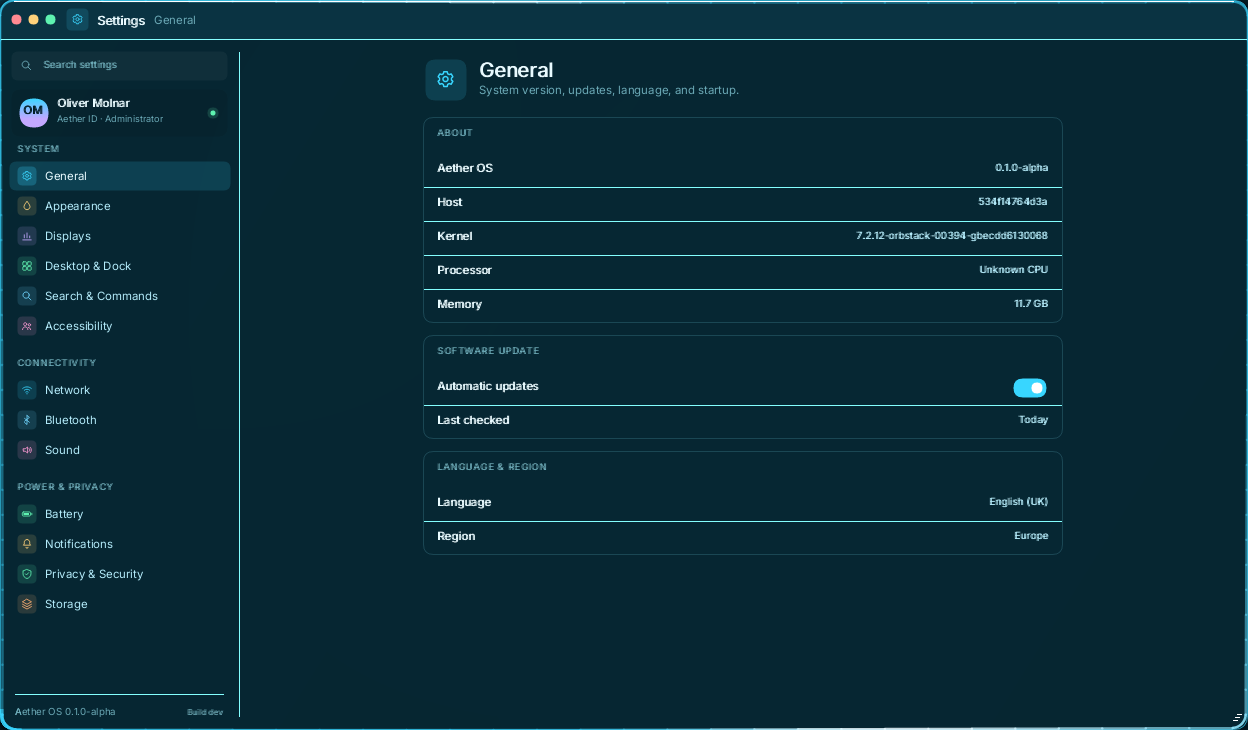 Settings General
Search settings
OM
Oliver Molnar
Aether ID · Administrator
SYSTEM
General
Appearance
Displays
Desktop & Dock
Search & Commands
Accessibility
CONNECTIVITY
Network
Bluetooth
Sound
POWER & PRIVACY
Battery
Notifications
Privacy & Security
Storage
Aether OS 0.1.0-alpha Build dev
General
System version, updates, language, and startup.
ABOUT
Aether OS 0.1.0-alpha
Host 534f14764d3a
Kernel 7.2.12-orbstack-00394-gbecdd6130068
Processor Unknown CPU
Memory 11.7 GB
SOFTWARE UPDATE
Automatic updates
Last checked Today
LANGUAGE & REGION
Language English (UK)
Region Europe